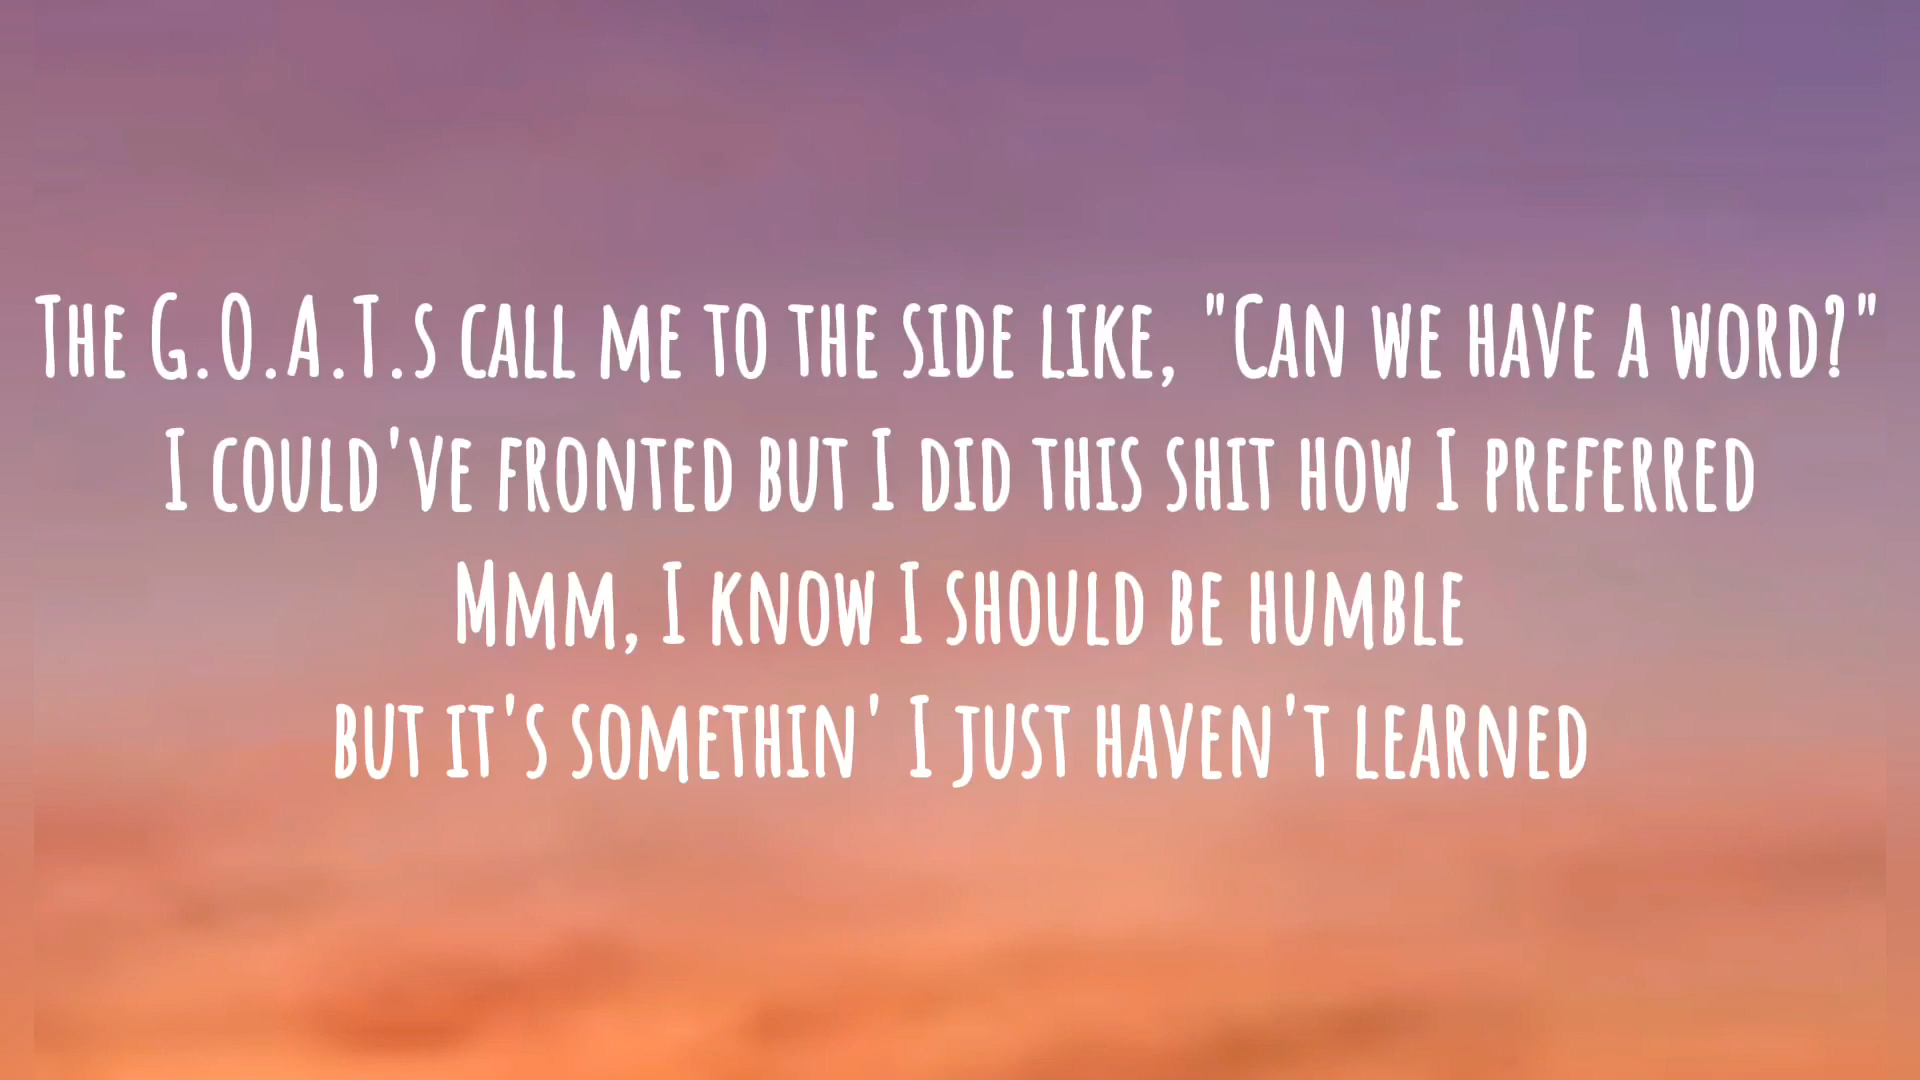 The G.O.A.T.s call me to the side like, "Can we have a word?"
I could've fronted but I did this shit how I preferred
Mmm, I know I should be humble
but it's somethin' I just haven't learned